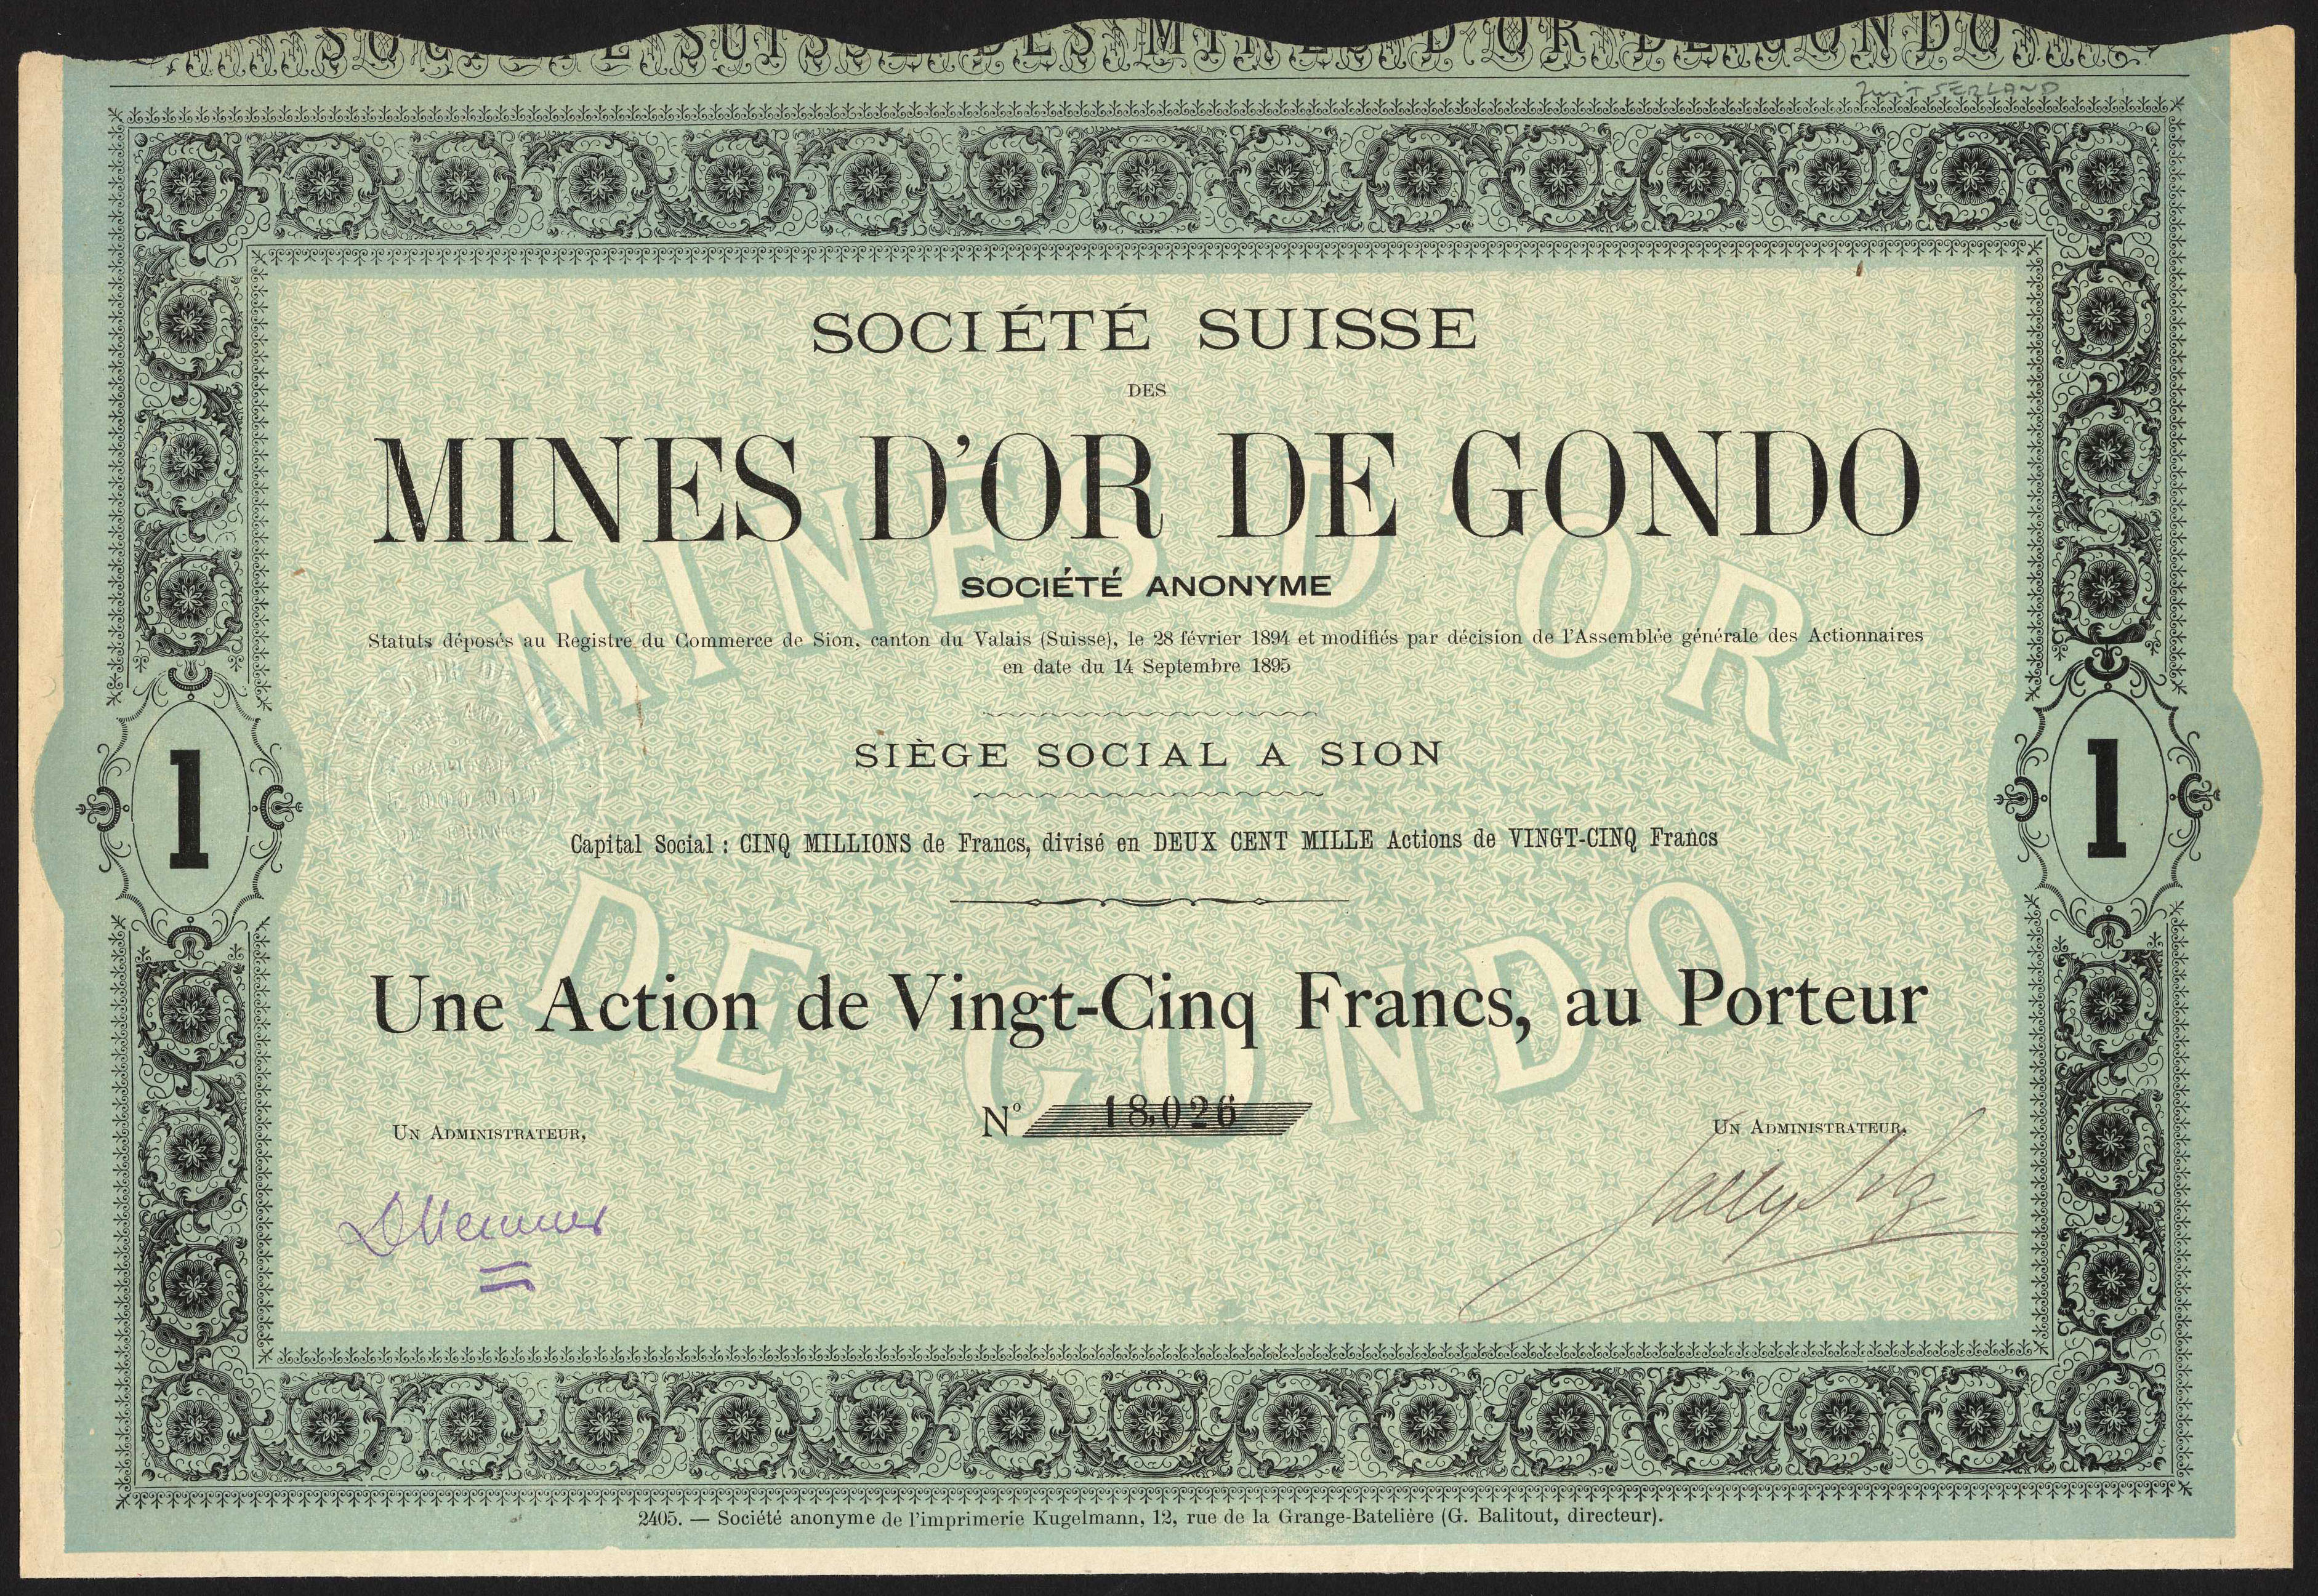 SOCIÉTÉ SUISSE DES MINES D'OR DE GONDO
SOCIÉTÉ SUISSE
DES
MINES D'OR DE GONDO
SOCIÉTÉ ANONYME
Statuts déposés au Registre du Commerce de Sion, canton du Valais (Suisse), le 28 février 1894 et modifiés par décision de l'Assemblée générale des Actionnaires
en date du 14 Septembre 1895
SIÈGE SOCIAL A SION
1
1
Capital Social : CINQ MILLIONS de Francs, divisé en DEUX CENT MILLE Actions de VINGT-CINQ Francs
Une Action de Vingt-Cinq Francs, au Porteur
N° 18,026
UN ADMINISTRATEUR,
UN ADMINISTRATEUR,
MINES D'OR
DE GONDO
2405. — Société anonyme de l'imprimerie Kugelmann, 12, rue de la Grange-Batelière (G. Balitout, directeur).